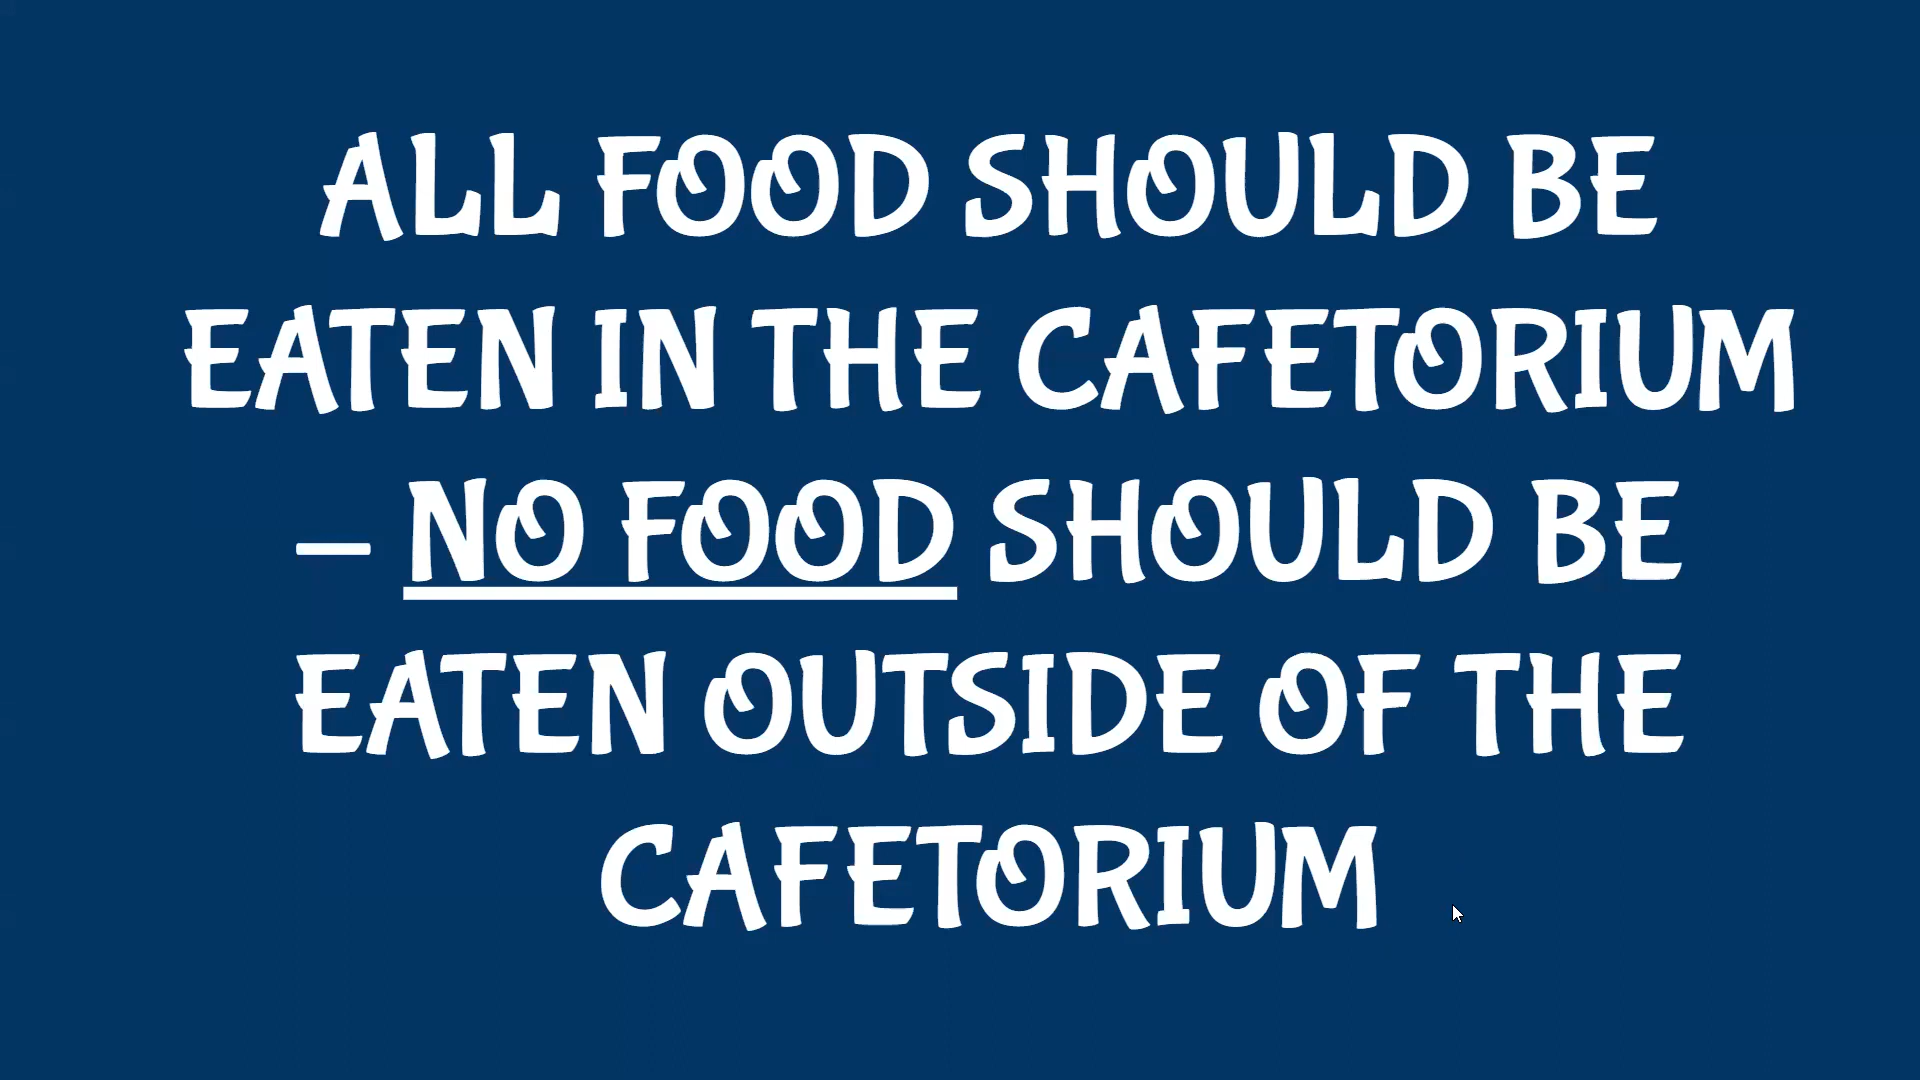 ALL FOOD SHOULD BE
EATEN IN THE CAFETORIUM
– NO FOOD SHOULD BE
EATEN OUTSIDE OF THE
CAFETORIUM